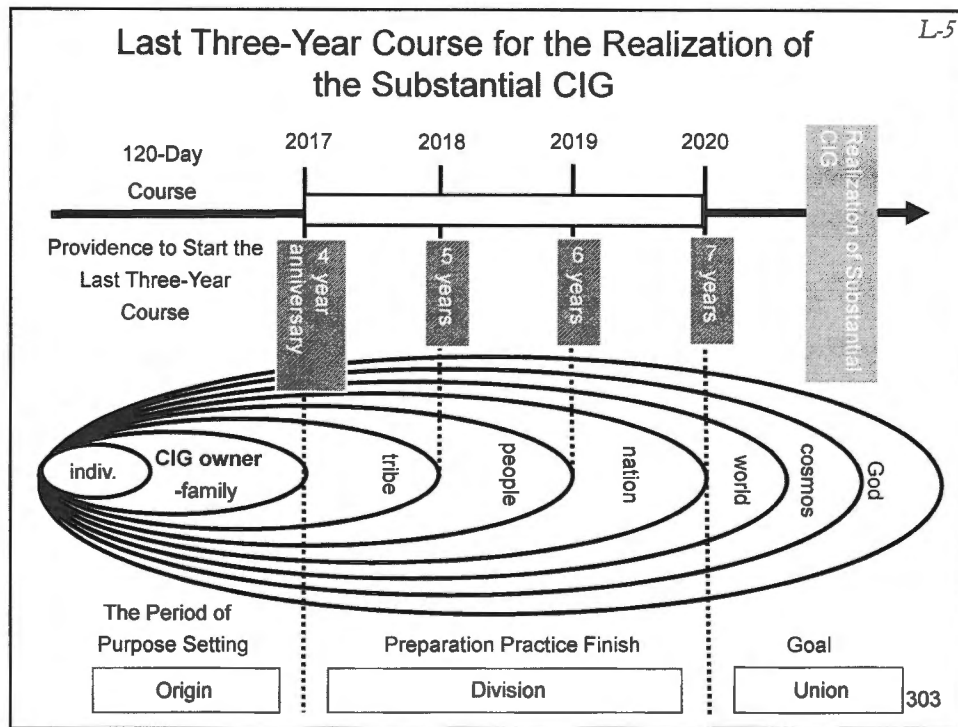 L-5
Last Three-Year Course for the Realization of
the Substantial CIG
120-Day
Course
2017
2018
2019
2020
Realization of Substantial
CIG
Providence to Start the
Last Three-Year
Course
4 year
anniversary
5 years
6 years
7 years
indiv.
CIG owner
-family
tribe
people
nation
world
cosmos
God
The Period of
Purpose Setting
Preparation Practice Finish
Goal
Origin
Division
Union
303